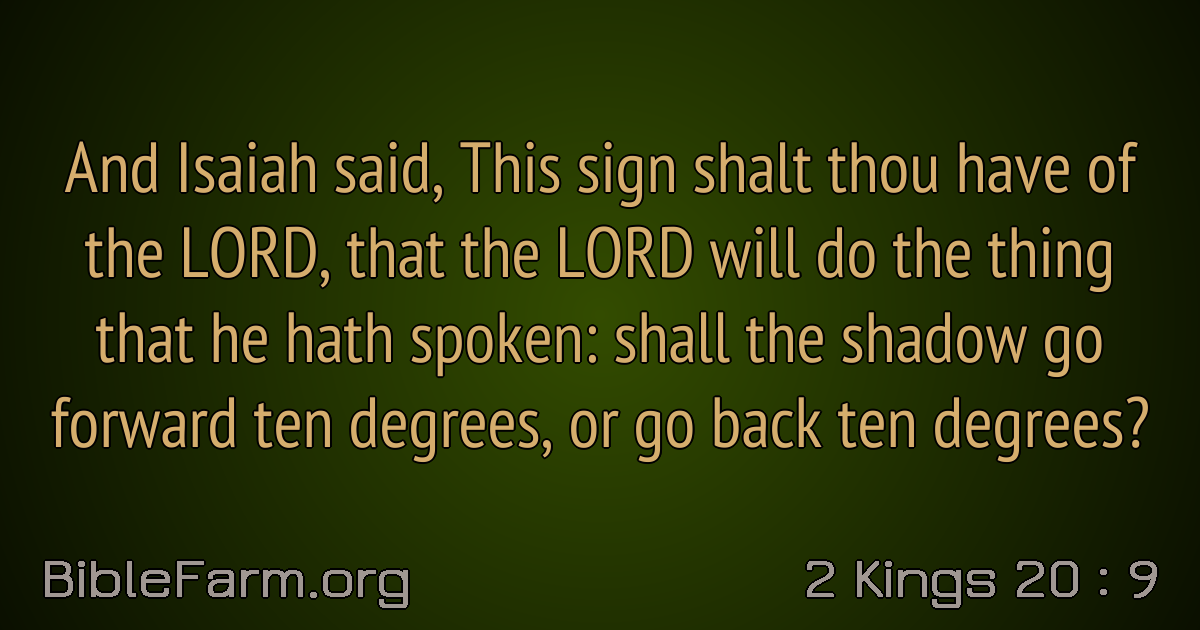 And Isaiah said, This sign shalt thou have of
the LORD, that the LORD will do the thing
that he hath spoken: shall the shadow go
forward ten degrees, or go back ten degrees?
BibleFarm.org
2 Kings 20 : 9